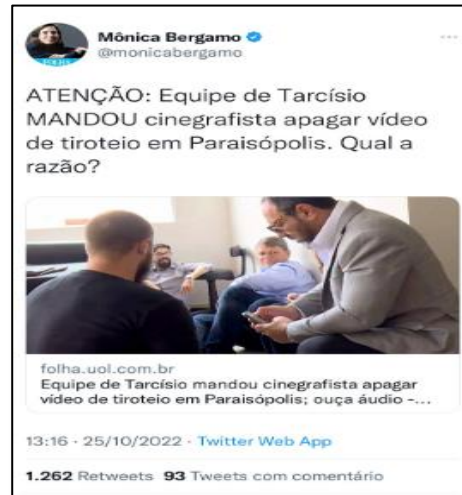 Mônica Bergamo
@monicabergamo
ATENÇÃO: Equipe de Tarcísio
MANDOU cinegrafista apagar vídeo
de tiroteio em Paraisópolis. Qual a
razão?
folha.uol.com.br
Equipe de Tarcísio mandou cinegrafista apagar
vídeo de tiroteio em Paraisópolis; ouça áudio -...
13:16 · 25/10/2022 · Twitter Web App
1.262 Retweets 93 Tweets com comentário